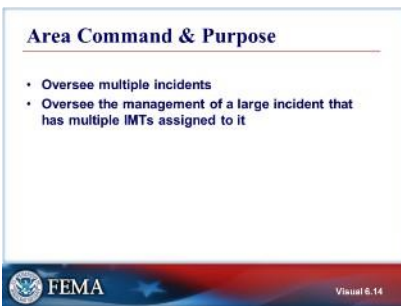 Area Command & Purpose
• Oversee multiple incidents
• Oversee the management of a large incident that
has multiple IMTs assigned to it
FEMA
Visual 6.14